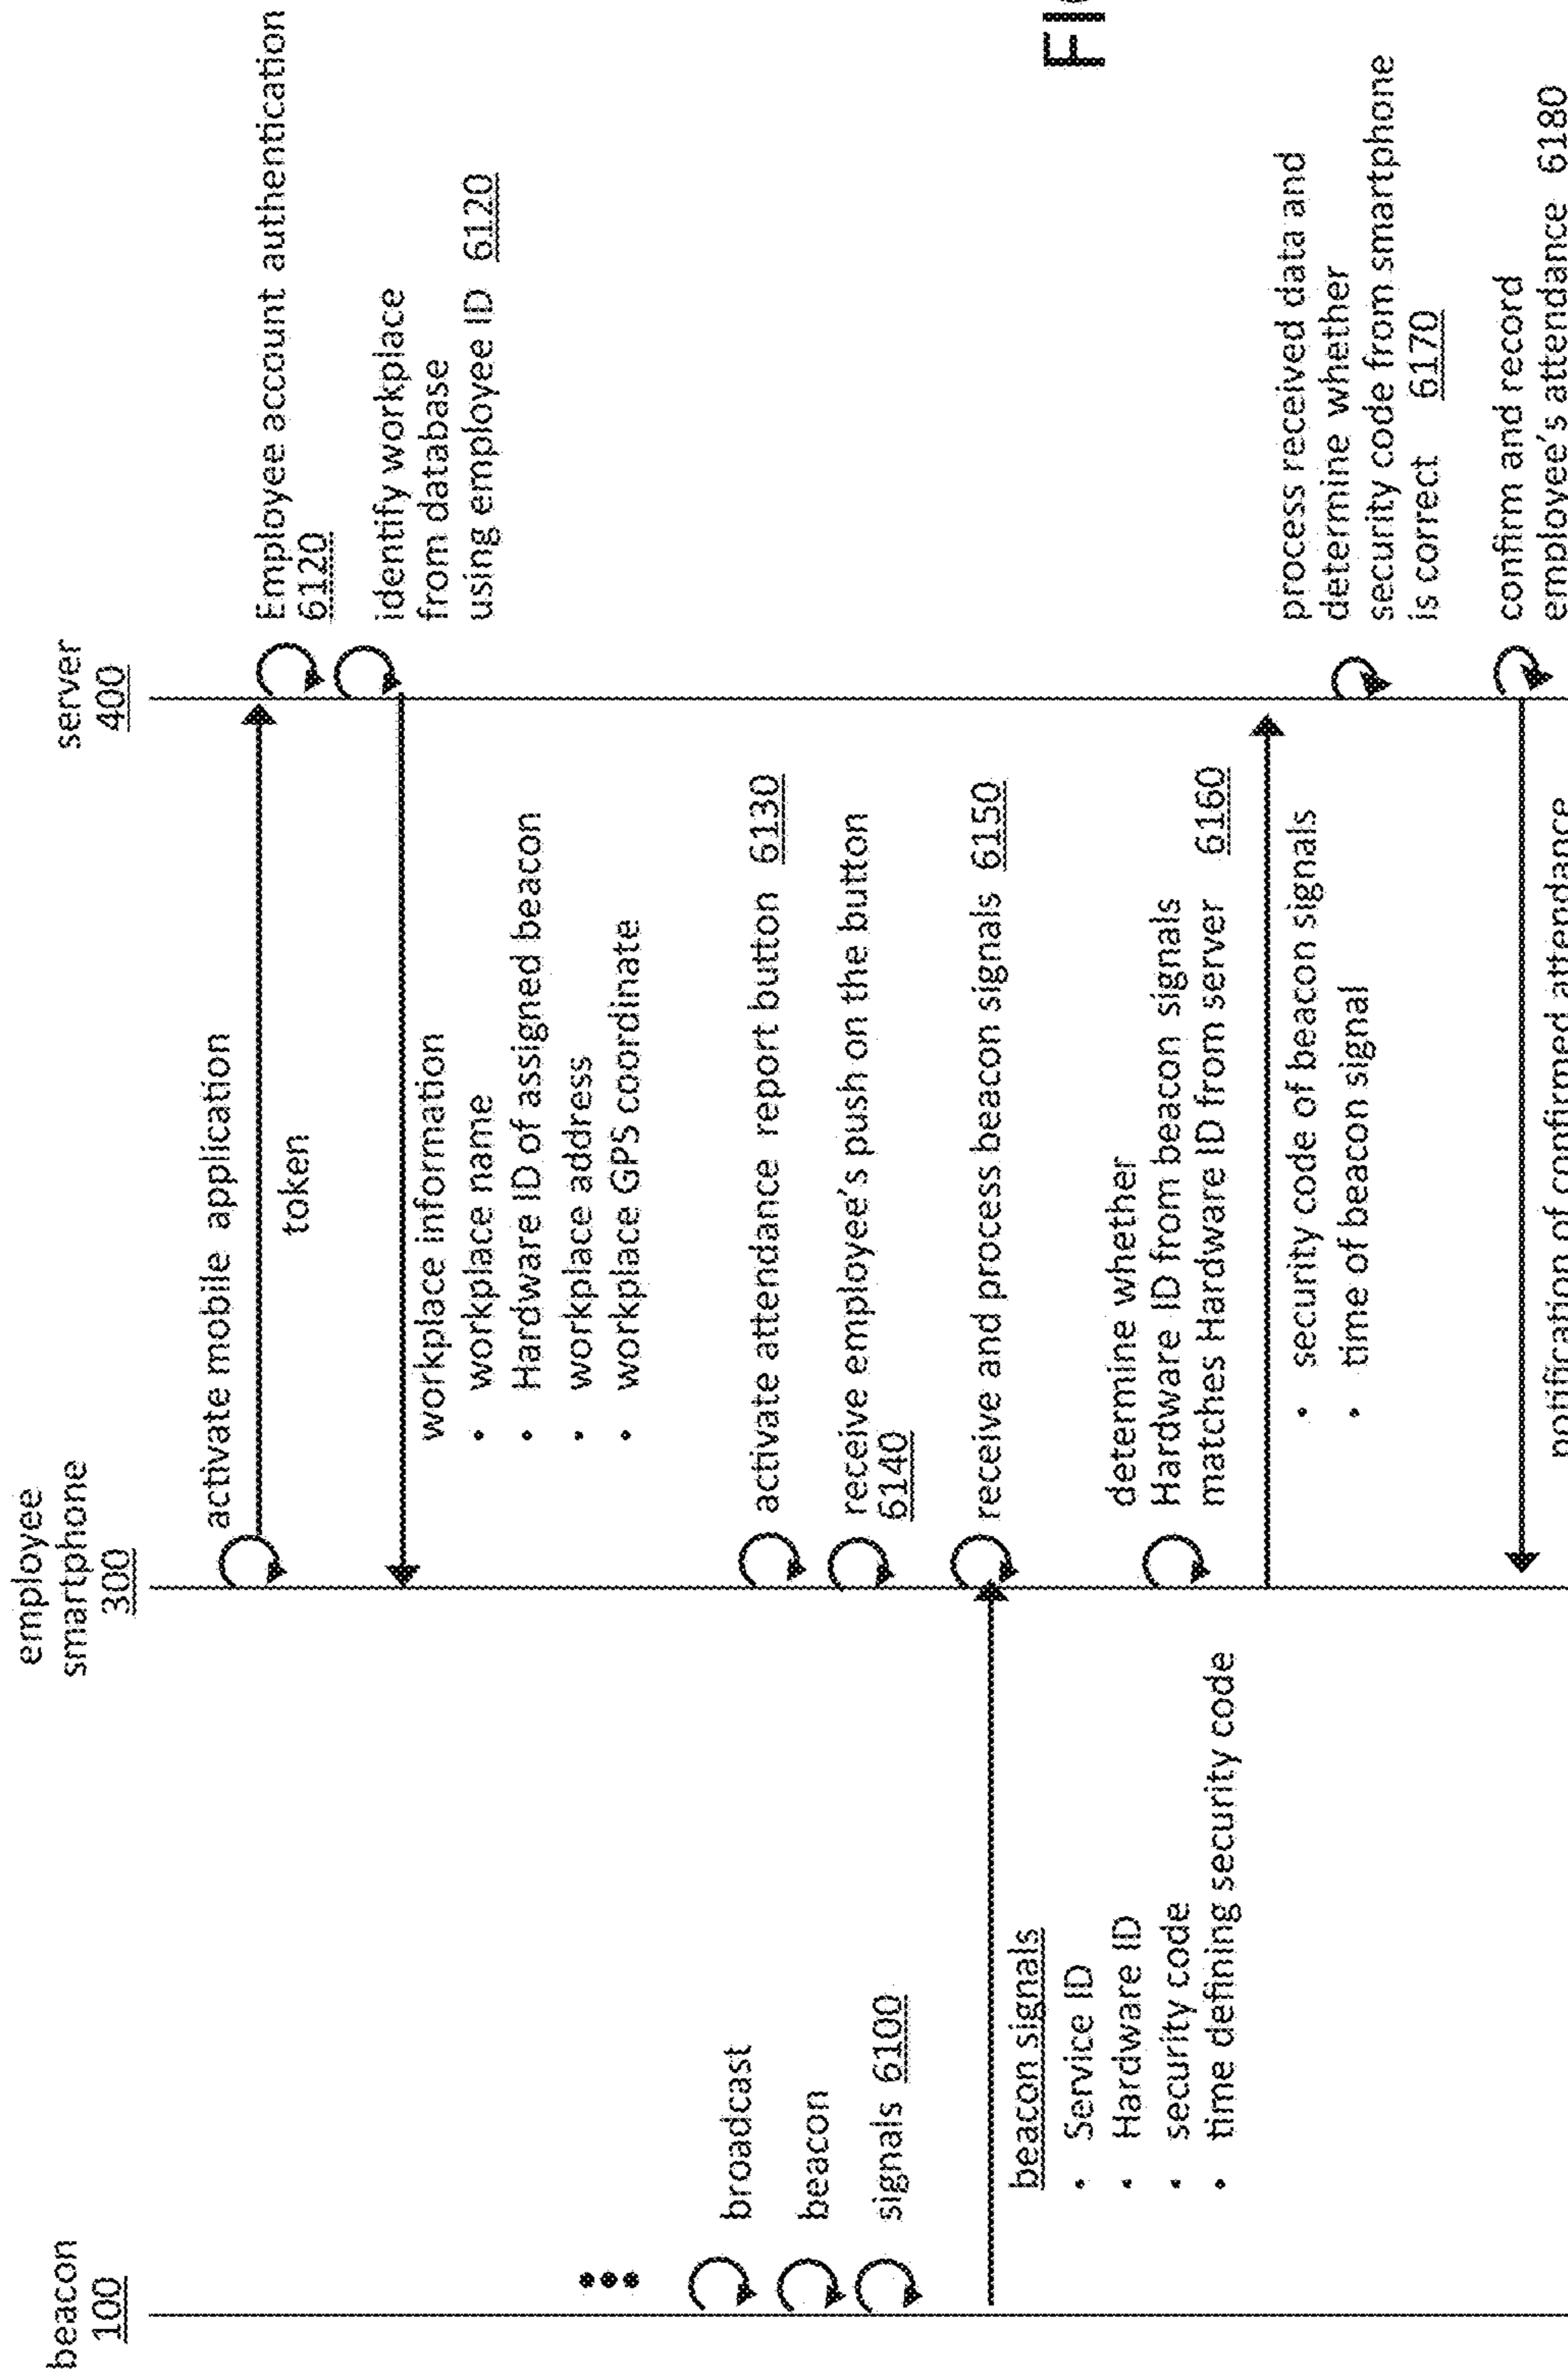 beacon
100
employee
smartphone
300
server
400
activate mobile application
token
Employee account authentication
6120
identify workplace
from database
using employee ID 6120
workplace information
• workplace name
• Hardware ID of assigned beacon
• workplace address
• workplace GPS coordinate
broadcast
beacon
signals 6100
activate attendance report button 6130
receive employee's push on the button
6140
receive and process beacon signals 6150
beacon signals
• Service ID
• Hardware ID
• security code
• time defining security code
determine whether
Hardware ID from beacon signals
matches Hardware ID from server 6160
• security code of beacon signals
• time of beacon signal
process received data and
determine whether
security code from smartphone
is correct 6170
confirm and record
employee's attendance 6180
notification of confirmed attendance